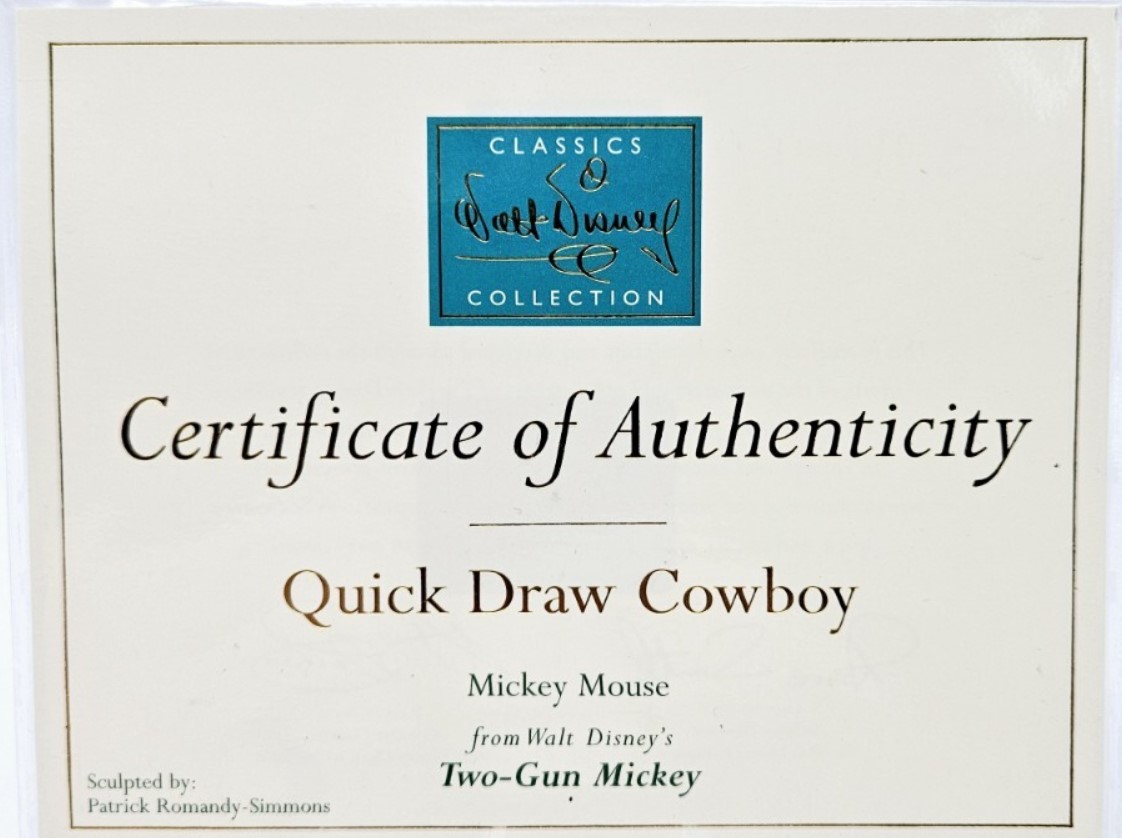 CLASSICS
Walt Disney
COLLECTION
Certificate of Authenticity
Quick Draw Cowboy
Mickey Mouse
from Walt Disney's
Two-Gun Mickey
Sculpted by:
Patrick Romandy-Simmons